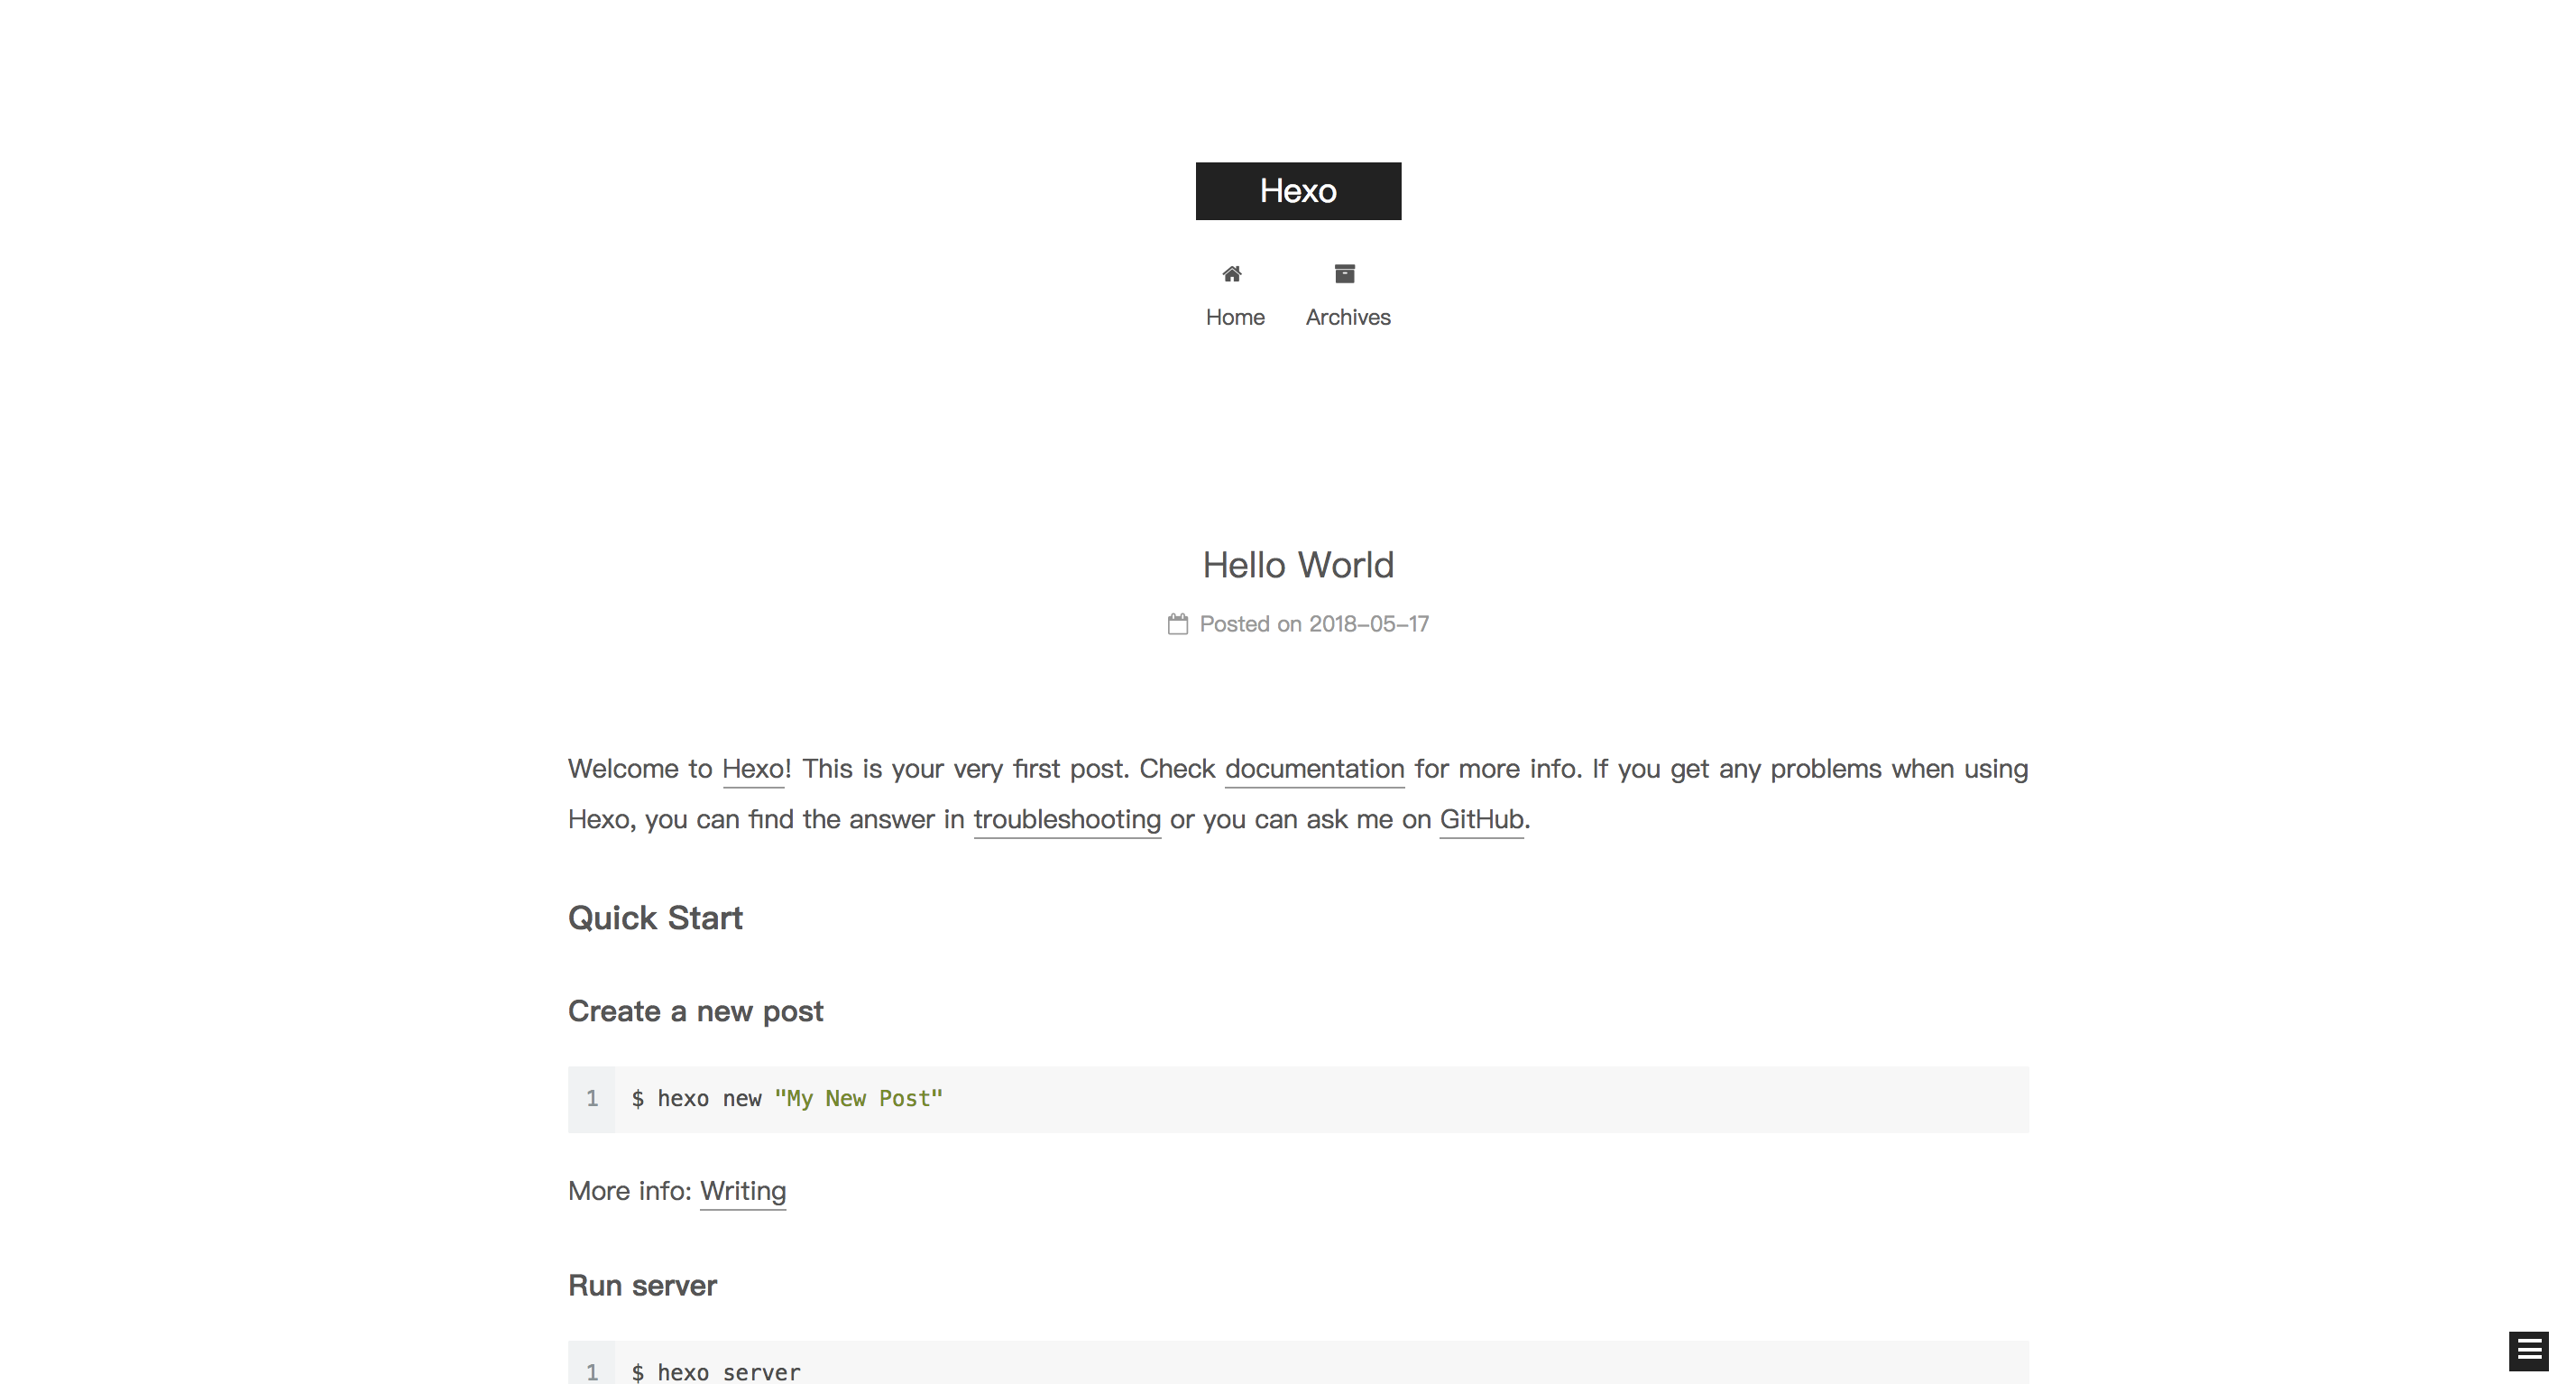 Hexo
Home Archives
Hello World
Posted on 2018-05-17
Welcome to Hexo! This is your very first post. Check documentation for more info. If you get any problems when using
Hexo, you can find the answer in troubleshooting or you can ask me on GitHub.
Quick Start
Create a new post
1 $ hexo new "My New Post"
More info: Writing
Run server
1 $ hexo server